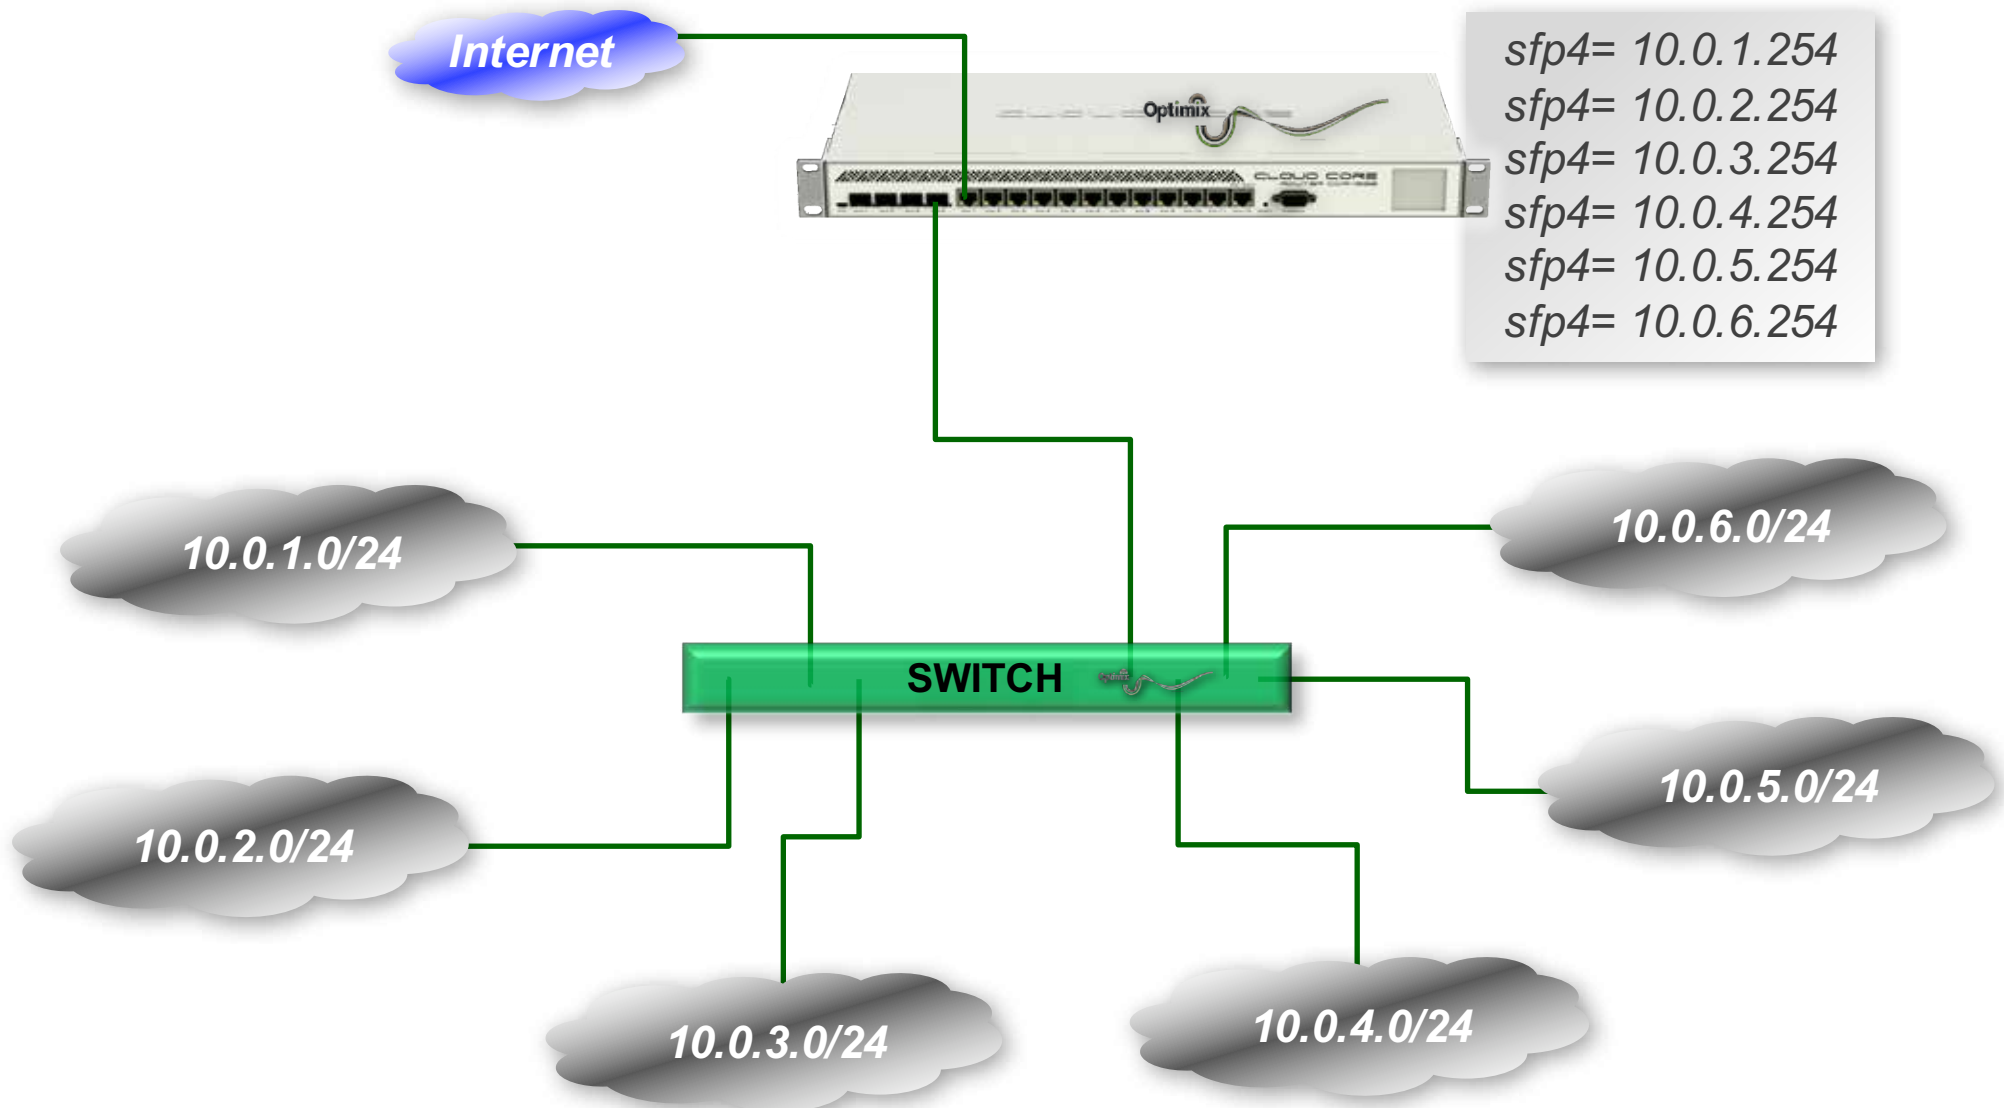 Internet
sfp4= 10.0.1.254
sfp4= 10.0.2.254
sfp4= 10.0.3.254
sfp4= 10.0.4.254
sfp4= 10.0.5.254
sfp4= 10.0.6.254
Optimix
CLOUD CORE
10.0.1.0/24
10.0.6.0/24
SWITCH
10.0.2.0/24
10.0.5.0/24
10.0.3.0/24
10.0.4.0/24